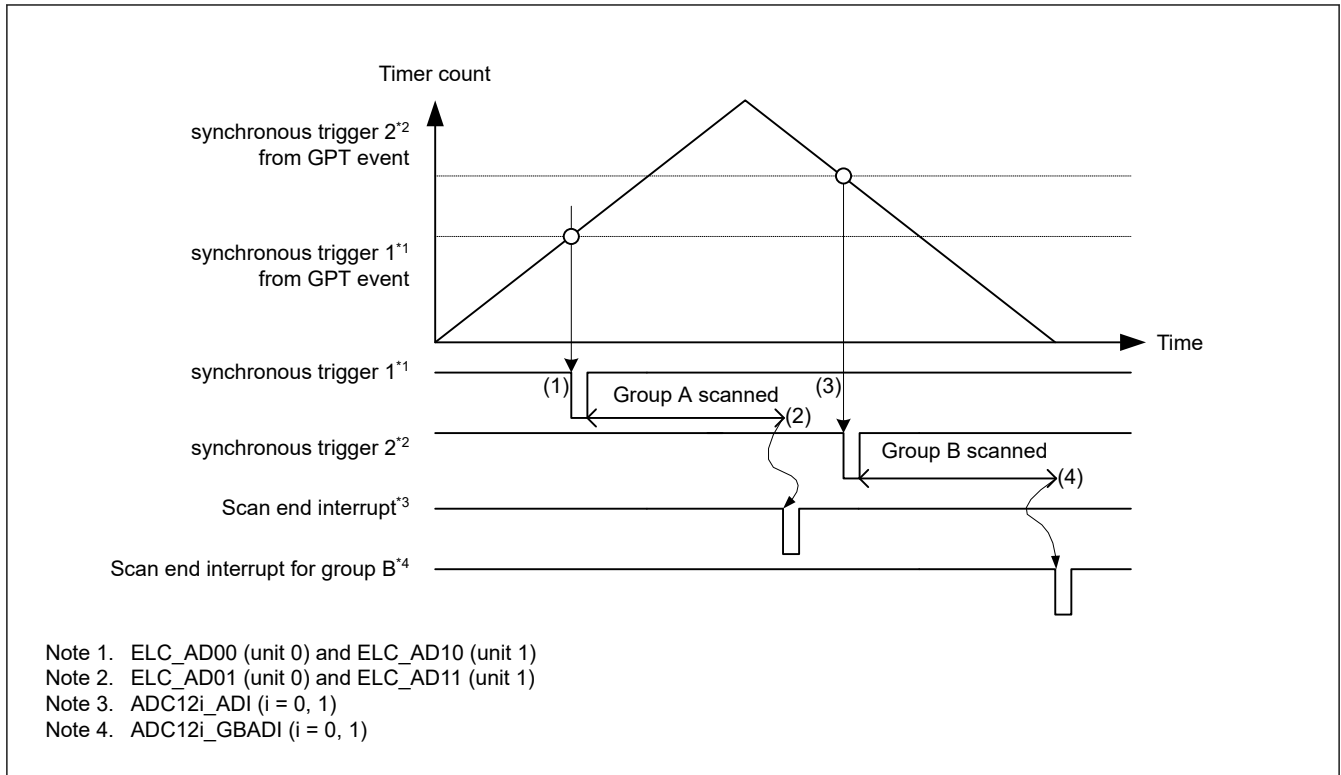 Timer count
synchronous trigger 2*2
from GPT event
synchronous trigger 1*1
from GPT event
Time
synchronous trigger 1*1
(1)
Group A scanned
(3)
(2)
synchronous trigger 2*2
Group B scanned
(4)
Scan end interrupt*3
Scan end interrupt for group B*4
Note 1. ELC_AD00 (unit 0) and ELC_AD10 (unit 1)
Note 2. ELC_AD01 (unit 0) and ELC_AD11 (unit 1)
Note 3. ADC12i_ADI (i = 0, 1)
Note 4. ADC12i_GBADI (i = 0, 1)